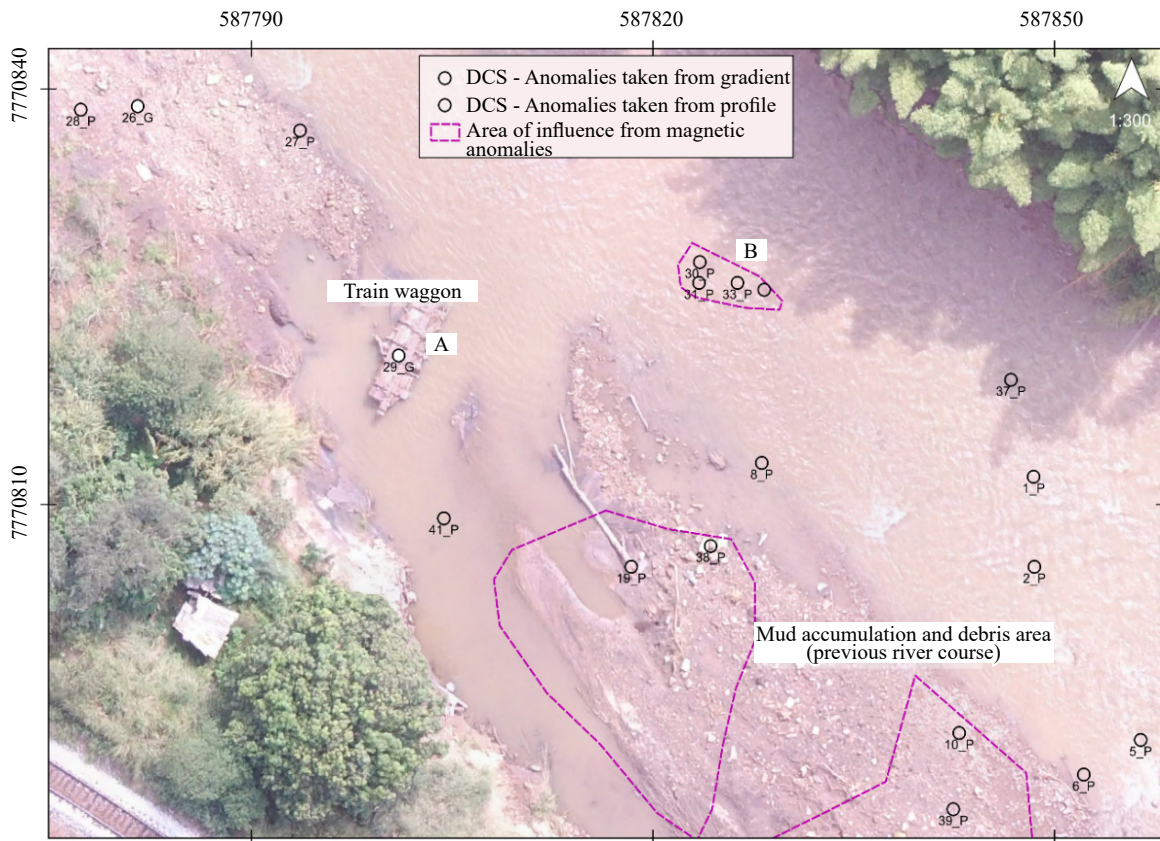 587790
587820
587850
7770840
7770810
DCS - Anomalies taken from gradient
DCS - Anomalies taken from profile
Area of influence from magnetic
anomalies
1:300
28_P
26_G
27_P
B
30_P
31_P
33_P
Train waggon
A
29_G
37_P
8_P
1_P
41_P
38_P
19_P
2_P
Mud accumulation and debris area
(previous river course)
10_P
5_P
6_P
39_P